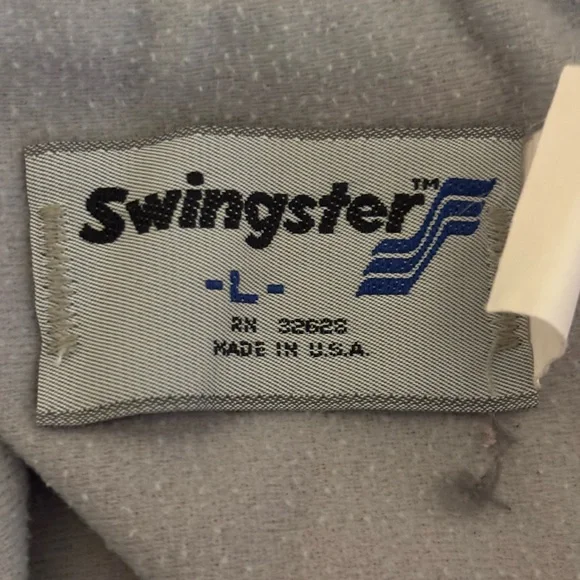 Swingster™
-L-
RN 32628
MADE IN U.S.A.